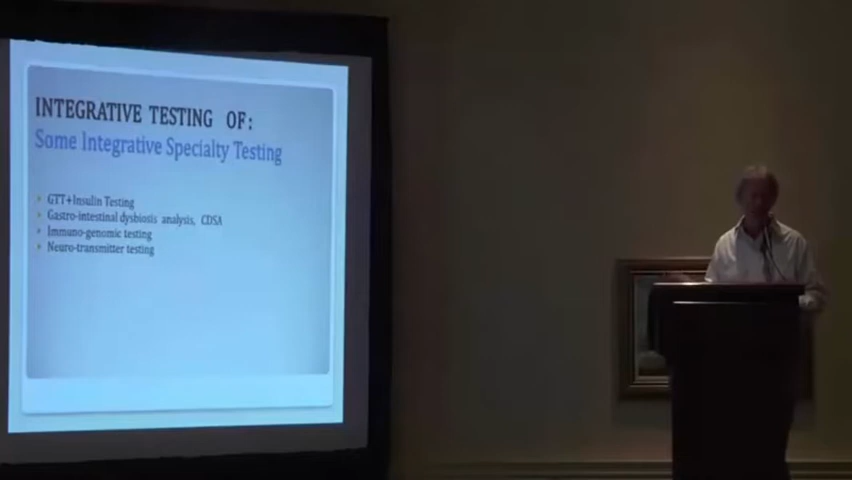 INTEGRATIVE TESTING OF:
Some Integrative Specialty Testing
GTT+Insulin Testing
Gastro-intestinal dysbiosis analysis, CDSA
Immuno-genomic testing
Neuro-transmitter testing